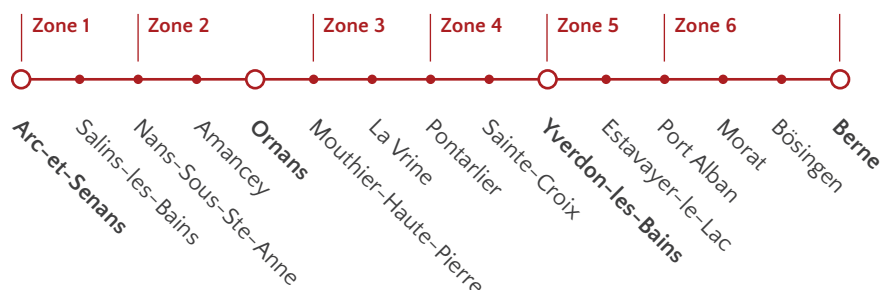 Zone 1
Zone 2
Zone 3
Zone 4
Zone 5
Zone 6
Arc-et-Senans
Salins-les-Bains
Nans-Sous-Ste-Anne
Amancey
Ornans
Mouthier-Haute-Pierre
La Vrine
Pontarlier
Sainte-Croix
Yverdon-les-Bains
Estavayer-le-Lac
Port Alban
Morat
Bösingen
Berne